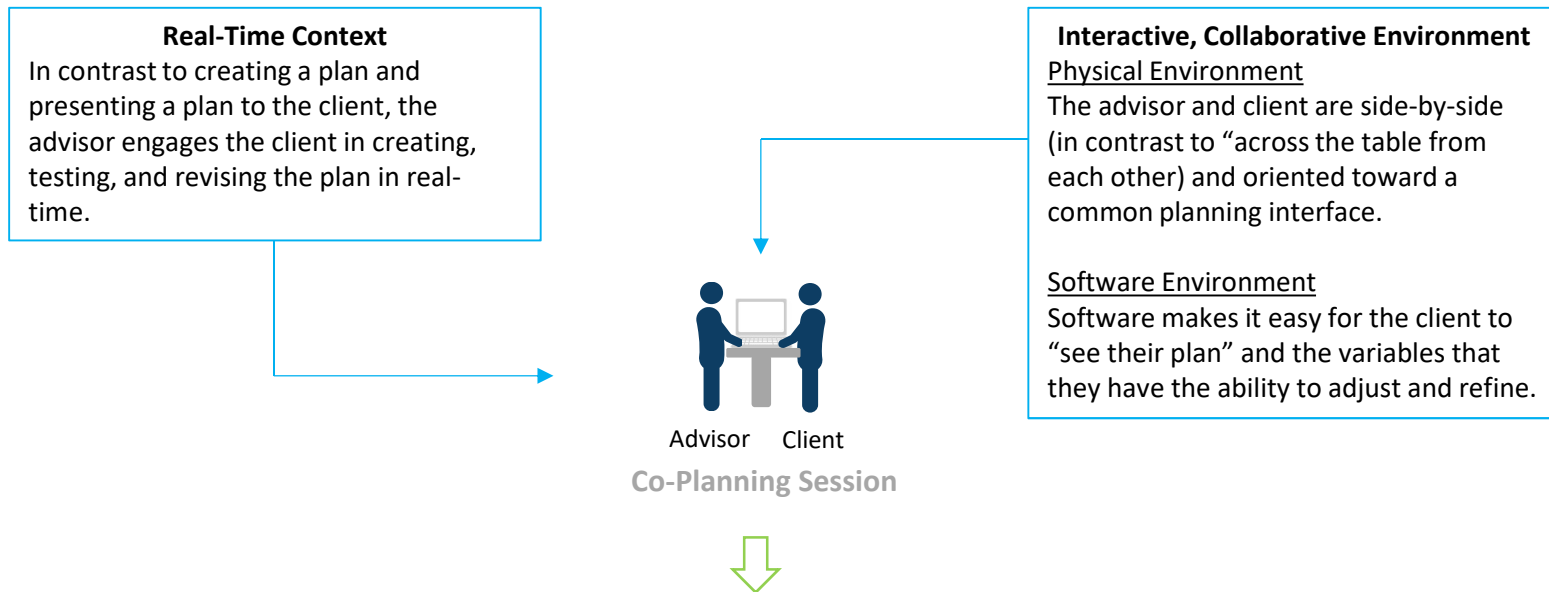 Real-Time Context
In contrast to creating a plan and
presenting a plan to the client, the
advisor engages the client in creating,
testing, and revising the plan in real-
time.
Interactive, Collaborative Environment
Physical Environment
The advisor and client are side-by-side
(in contrast to “across the table from
each other) and oriented toward a
common planning interface.
Software Environment
Software makes it easy for the client to
“see their plan” and the variables that
they have the ability to adjust and refine.
Advisor Client
Co-Planning Session